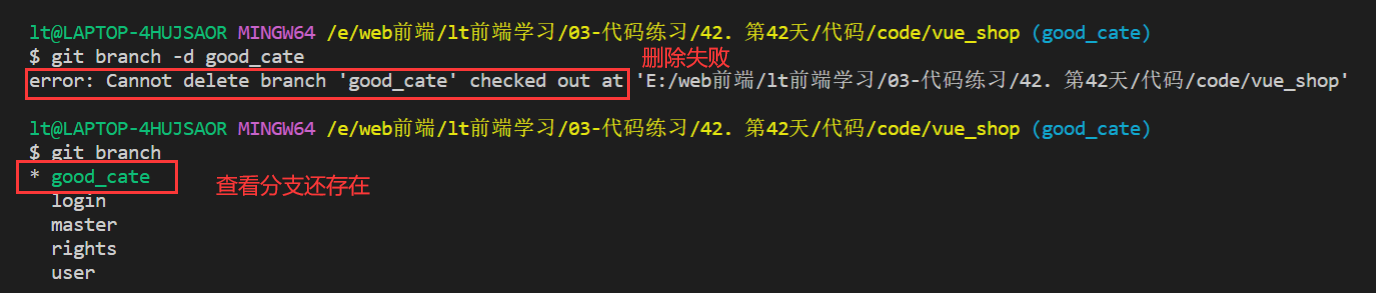 lt@LAPTOP-4HUJSAOR MINGW64 /e/web前端/lt前端学习/03-代码练习/42. 第42天/代码/code/vue_shop (good_cate)
$ git branch -d good_cate
删除失败
error: Cannot delete branch 'good_cate' checked out at 'E:/web前端/lt前端学习/03-代码练习/42. 第42天/代码/code/vue_shop'
lt@LAPTOP-4HUJSAOR MINGW64 /e/web前端/lt前端学习/03-代码练习/42. 第42天/代码/code/vue_shop (good_cate)
$ git branch
* good_cate
查看分支还存在
login
master
rights
user